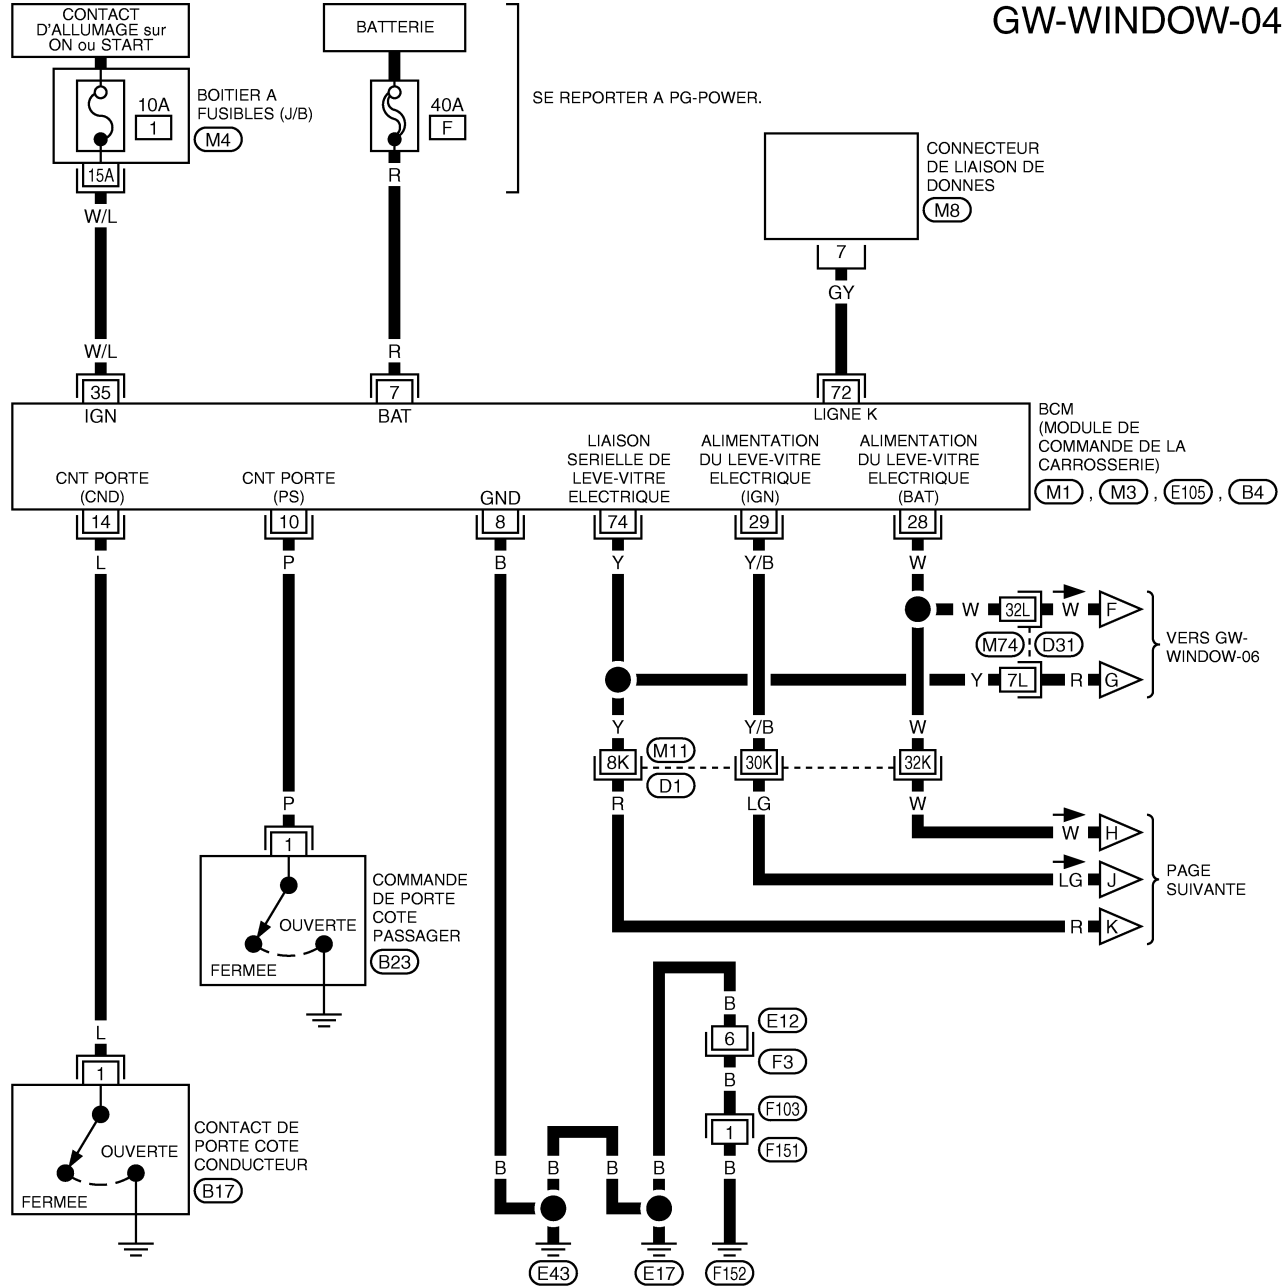 GW-WINDOW-04
CONTACT
D'ALLUMAGE sur
ON ou START
BATTERIE
SE REPORTER A PG-POWER.
10A
1
BOITIER A
FUSIBLES (J/B)
M4
40A
F
15A
R
W/L
CONNECTEUR
DE LIAISON DE
DONNES
M8
7
GY
W/L
R
35
7
72
IGN
BAT
LIGNE K
BCM
(MODULE DE
COMMANDE DE LA
CARROSSERIE)
M1 , M3 , E105 , B4
CNT PORTE
(CND)
CNT PORTE
(PS)
GND
LIAISON
SERIELLE DE
LEVE-VITRE
ELECTRIQUE
ALIMENTATION
DU LEVE-VITRE
ELECTRIQUE
(IGN)
ALIMENTATION
DU LEVE-VITRE
ELECTRIQUE
(BAT)
14
10
8
74
29
28
L
P
B
Y
Y/B
W
W
32L
W
F
M74
D31
VERS GW-
WINDOW-06
Y
7L
R
G
Y
Y/B
W
8K
M11
D1
30K
32K
R
LG
W
W
H
LG
J
R
K
PAGE
SUIVANTE
P
1
OUVERTE
FERMEE
COMMANDE
DE PORTE
COTE
PASSAGER
B23
L
1
OUVERTE
FERMEE
CONTACT DE
PORTE COTE
CONDUCTEUR
B17
B
6
E12
F3
B
F103
1
F151
B
B
B
B
B
E43
E17
F152